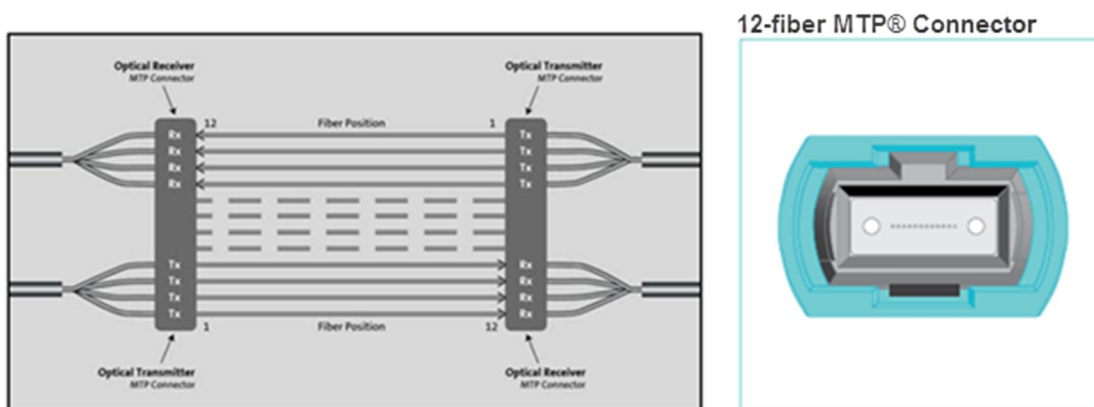 12-fiber MTP® Connector
Optical Receiver
MTP Connector
Optical Transmitter
MTP Connector
12
Fiber Position
1
Rx
Tx
Rx
Tx
Rx
Tx
Rx
Tx
Tx
Rx
Tx
Rx
Tx
Rx
Tx
Rx
1
Fiber Position
12
Optical Transmitter
MTP Connector
Optical Receiver
MTP Connector